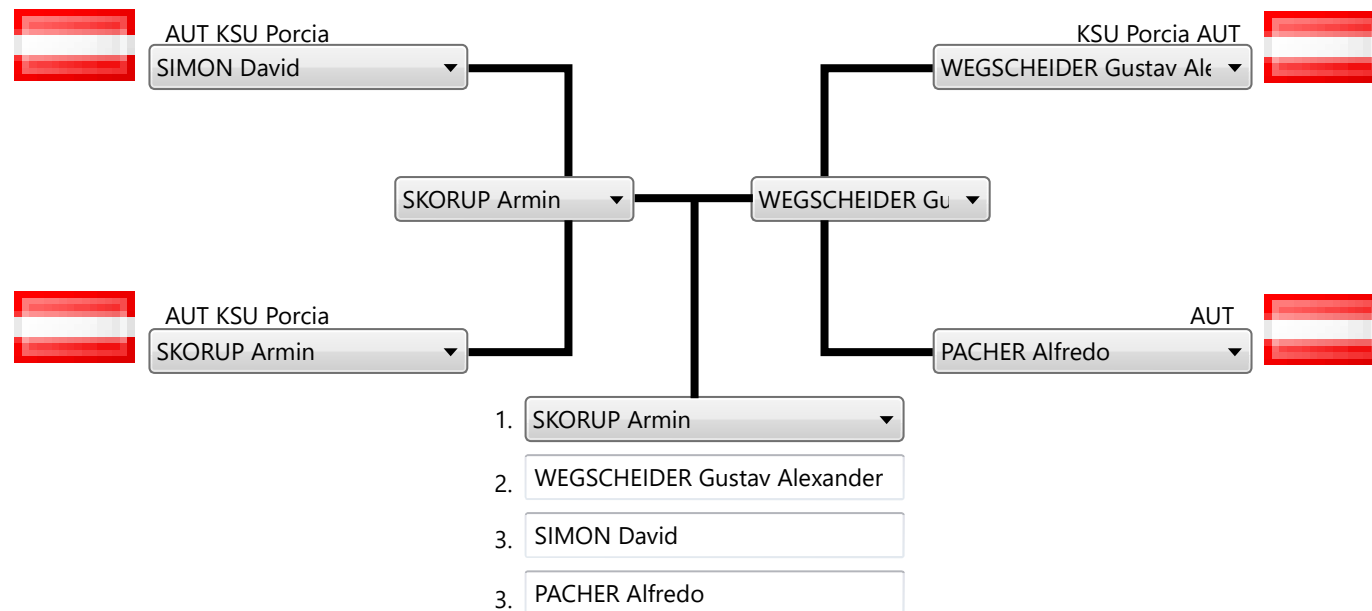 AUT KSU Porcia
SIMON David
KSU Porcia AUT
WEGSCHEIDER Gustav Ale
SKORUP Armin
WEGSCHEIDER Gu
AUT KSU Porcia
SKORUP Armin
AUT
PACHER Alfredo
1. SKORUP Armin
2. WEGSCHEIDER Gustav Alexander
3. SIMON David
3. PACHER Alfredo